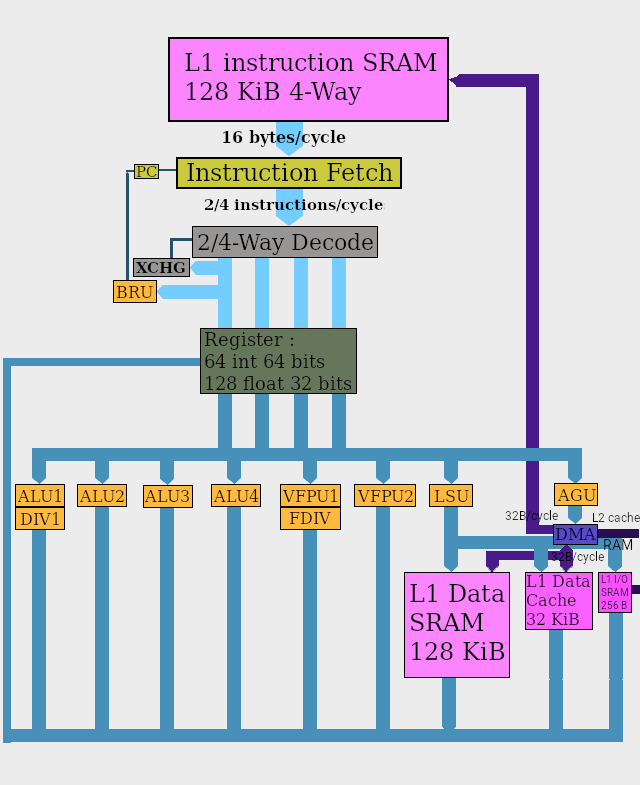 L1 instruction SRAM
128 KiB 4-Way
16 bytes/cycle
PC
Instruction Fetch
2/4 instructions/cycle
2/4-Way Decode
XCHG
BRU
Register :
64 int 64 bits
128 float 32 bits
ALU1
ALU2
ALU3
ALU4
VFPU1
VFPU2
LSU
AGU
DIV1
FDIV
32B/cycle
L2 cache
DMA
RAM
32B/cycle
L1 Data
SRAM
128 KiB
L1 Data
Cache
32 KiB
L1 I/O
SRAM
256 B